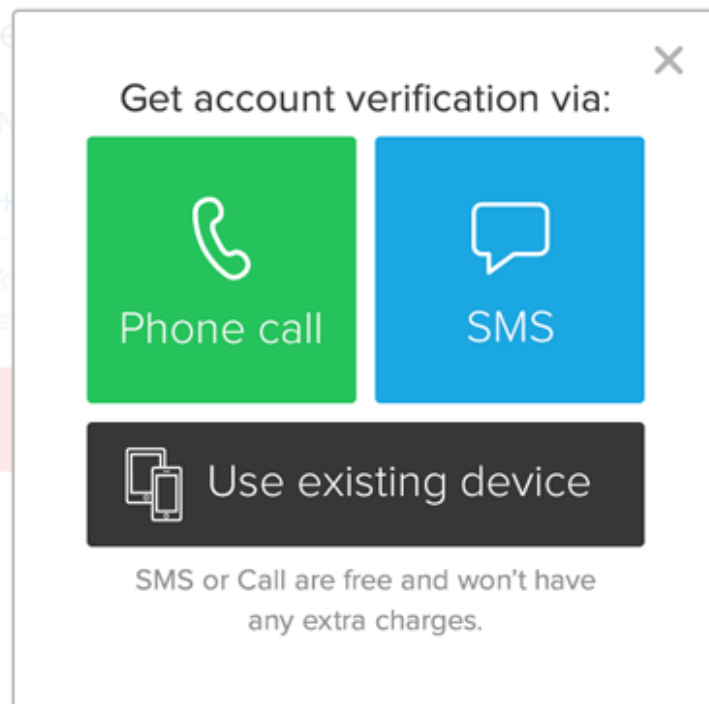 Get account verification via:
Phone call
SMS
Use existing device
SMS or Call are free and won't have
any extra charges.